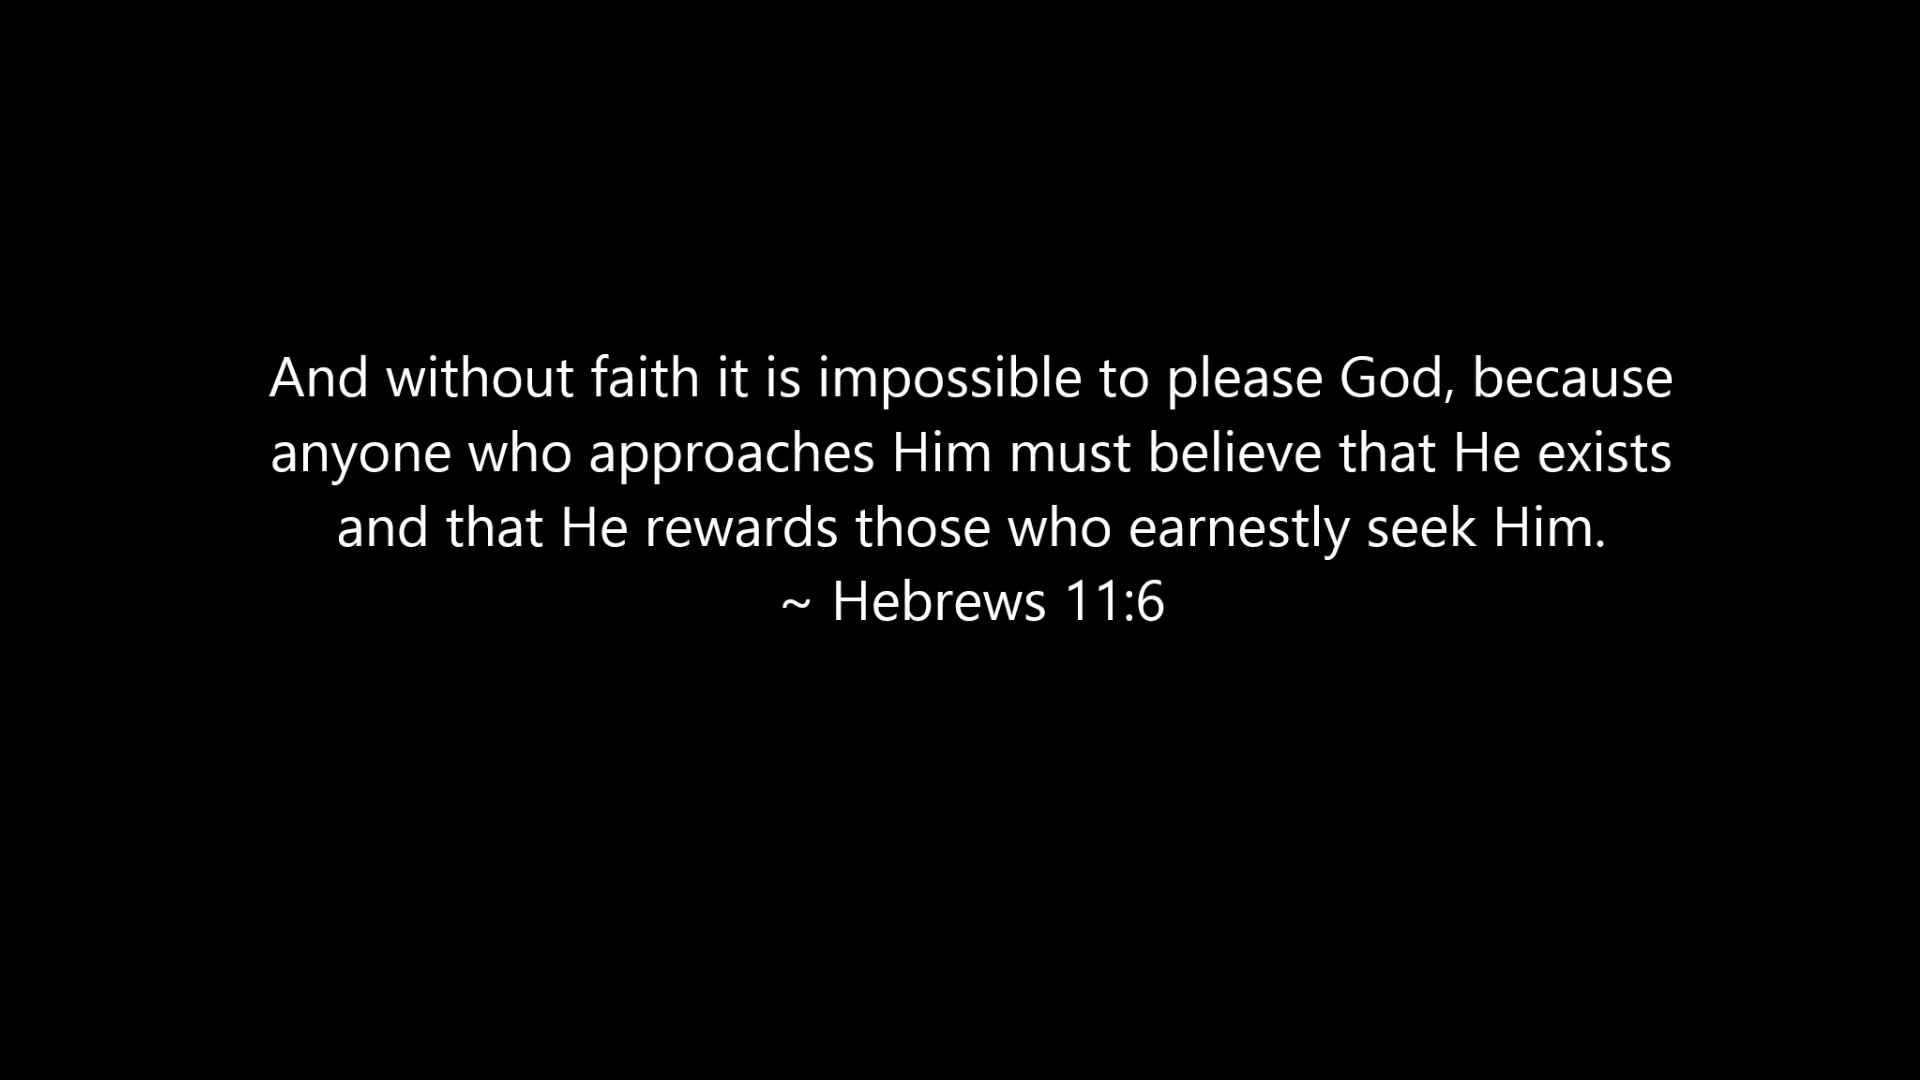 And without faith it is impossible to please God, because
anyone who approaches Him must believe that He exists
and that He rewards those who earnestly seek Him.
~ Hebrews 11:6